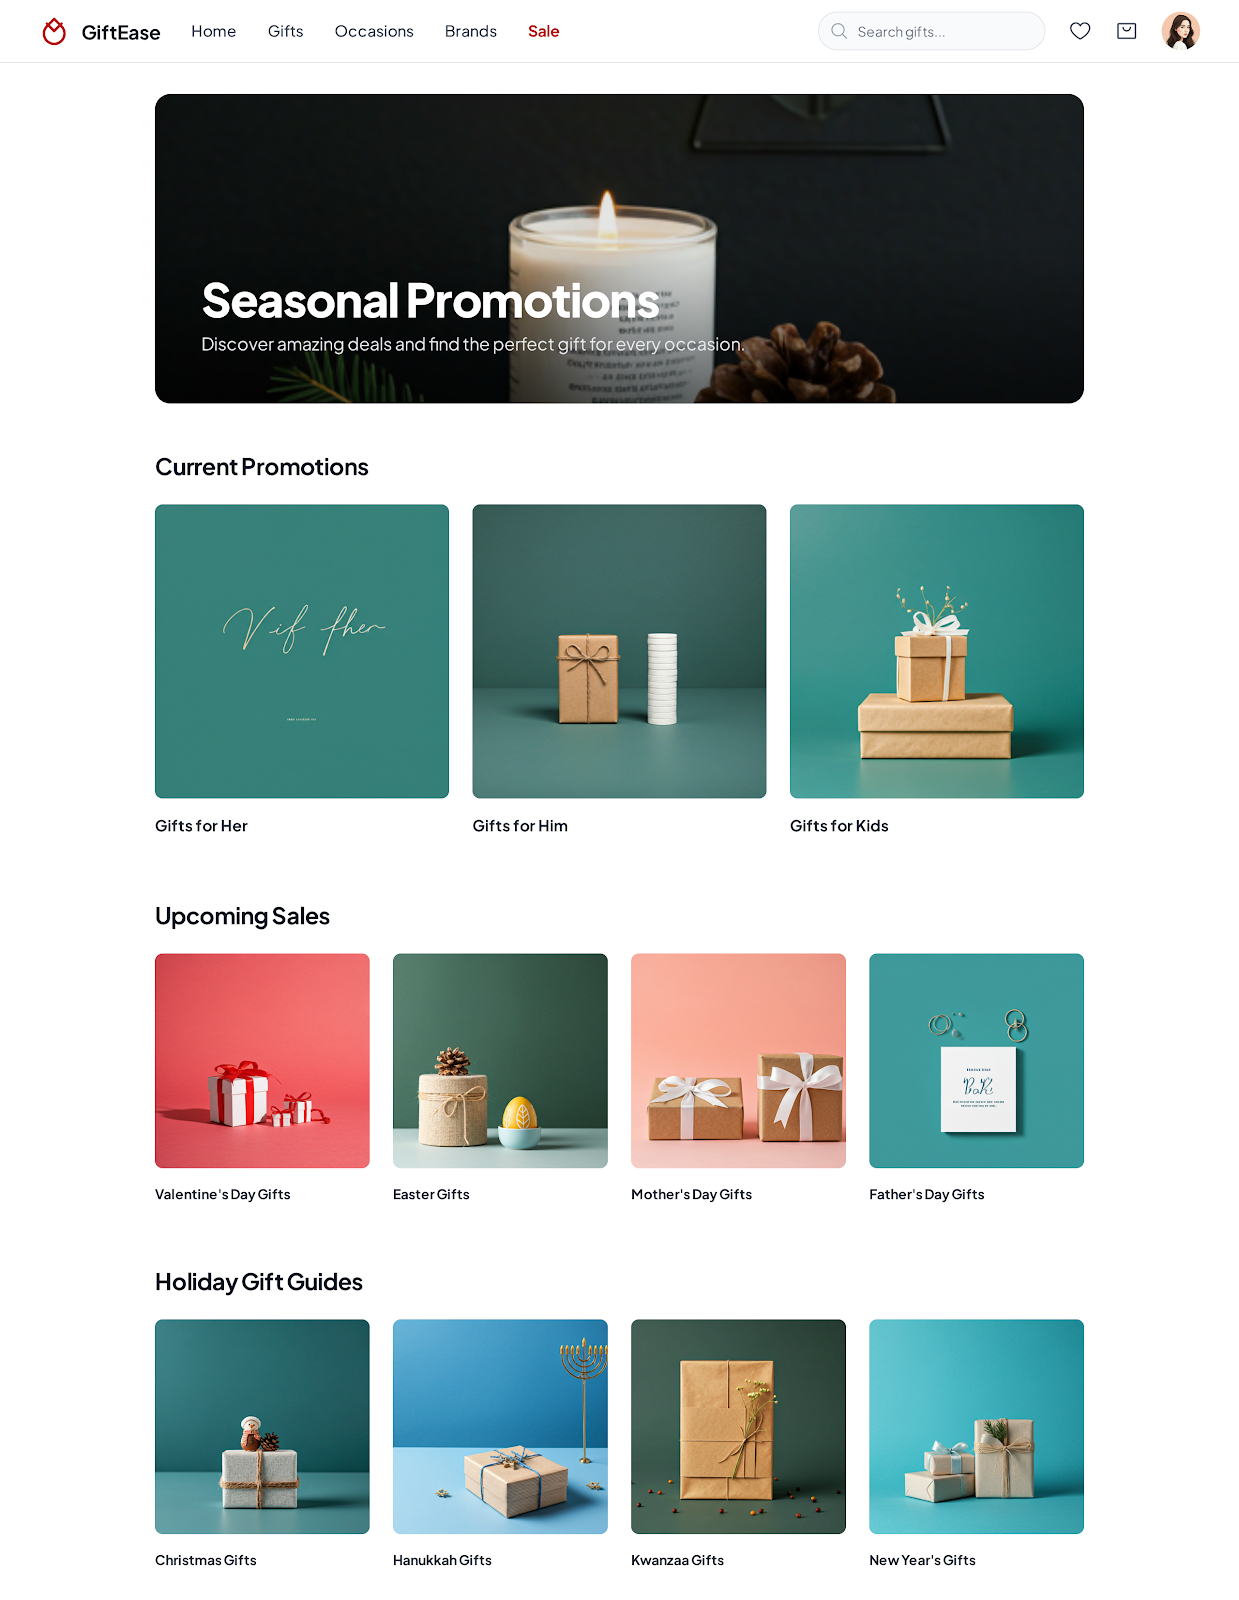 GiftEase
Home
Gifts
Occasions
Brands
Sale
Search gifts...
Seasonal Promotions
Discover amazing deals and find the perfect gift for every occasion.
Current Promotions
Vif fher
Gifts for Her
Gifts for Him
Gifts for Kids
Upcoming Sales
Valentine's Day Gifts
Easter Gifts
Mother's Day Gifts
Father's Day Gifts
Holiday Gift Guides
Christmas Gifts
Hanukkah Gifts
Kwanzaa Gifts
New Year's Gifts